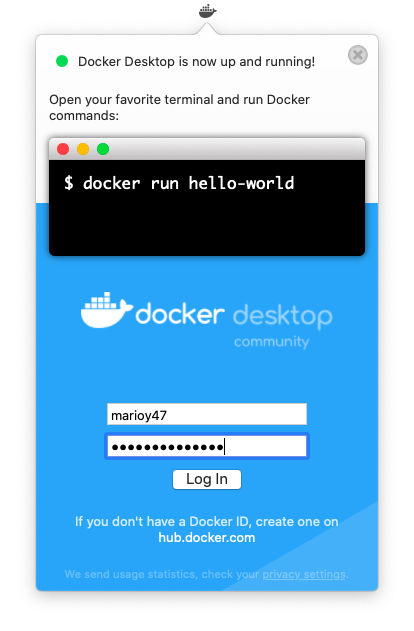 Docker Desktop is now up and running!
Open your favorite terminal and run Docker
commands:
$ docker run hello-world
docker desktop
community
marioy47
••••••••••••••
Log In
If you don't have a Docker ID, create one on
hub.docker.com
We send usage statistics, check your privacy settings.